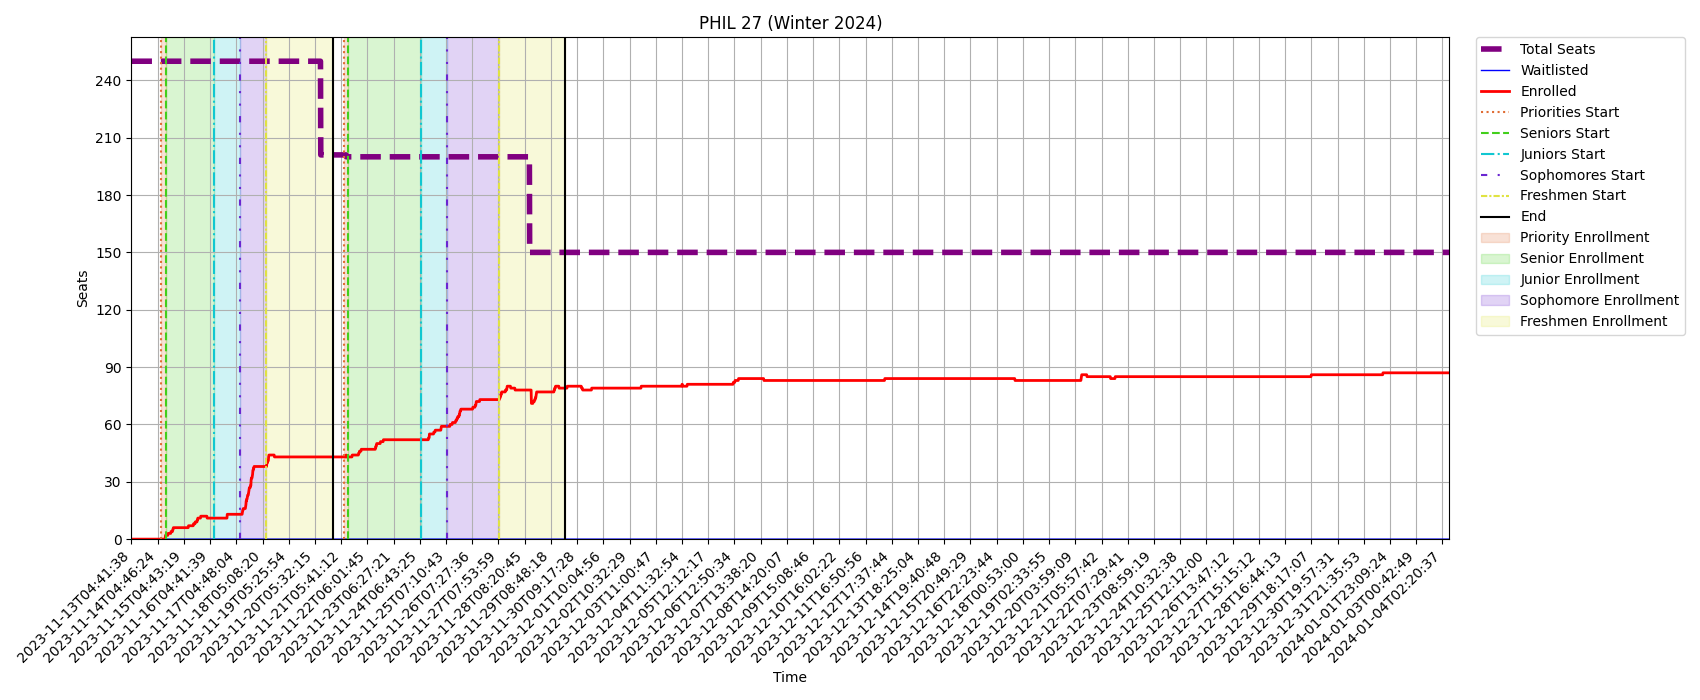 PHIL 27 (Winter 2024)
Seats
240
210
180
150
120
90
60
30
0
2023-11-13T04:41:38
2023-11-14T04:46:24
2023-11-15T04:43:19
2023-11-16T04:41:39
2023-11-17T04:48:04
2023-11-18T05:08:20
2023-11-19T05:25:54
2023-11-20T05:32:15
2023-11-21T05:41:12
2023-11-22T06:01:45
2023-11-23T06:27:21
2023-11-24T06:43:25
2023-11-25T07:10:43
2023-11-26T07:27:36
2023-11-27T07:53:59
2023-11-28T08:20:45
2023-11-29T08:48:18
2023-11-30T09:17:28
2023-12-01T10:04:56
2023-12-02T10:32:29
2023-12-03T11:00:47
2023-12-04T11:32:54
2023-12-05T12:12:17
2023-12-06T12:50:34
2023-12-07T13:38:20
2023-12-08T14:20:07
2023-12-09T15:08:46
2023-12-10T16:02:22
2023-12-11T16:50:56
2023-12-12T17:37:44
2023-12-13T18:25:04
2023-12-14T19:40:48
2023-12-15T20:49:29
2023-12-16T22:23:44
2023-12-18T00:53:00
2023-12-19T02:33:55
2023-12-20T03:59:09
2023-12-21T05:57:42
2023-12-22T07:29:41
2023-12-23T08:59:19
2023-12-24T10:32:38
2023-12-25T12:12:00
2023-12-26T13:47:12
2023-12-27T15:15:12
2023-12-28T16:44:13
2023-12-29T18:17:07
2023-12-30T19:57:31
2023-12-31T21:35:53
2024-01-01T23:09:24
2024-01-03T00:42:49
2024-01-04T02:20:37
Time
Total Seats
Waitlisted
Enrolled
Priorities Start
Seniors Start
Juniors Start
Sophomores Start
Freshmen Start
End
Priority Enrollment
Senior Enrollment
Junior Enrollment
Sophomore Enrollment
Freshmen Enrollment